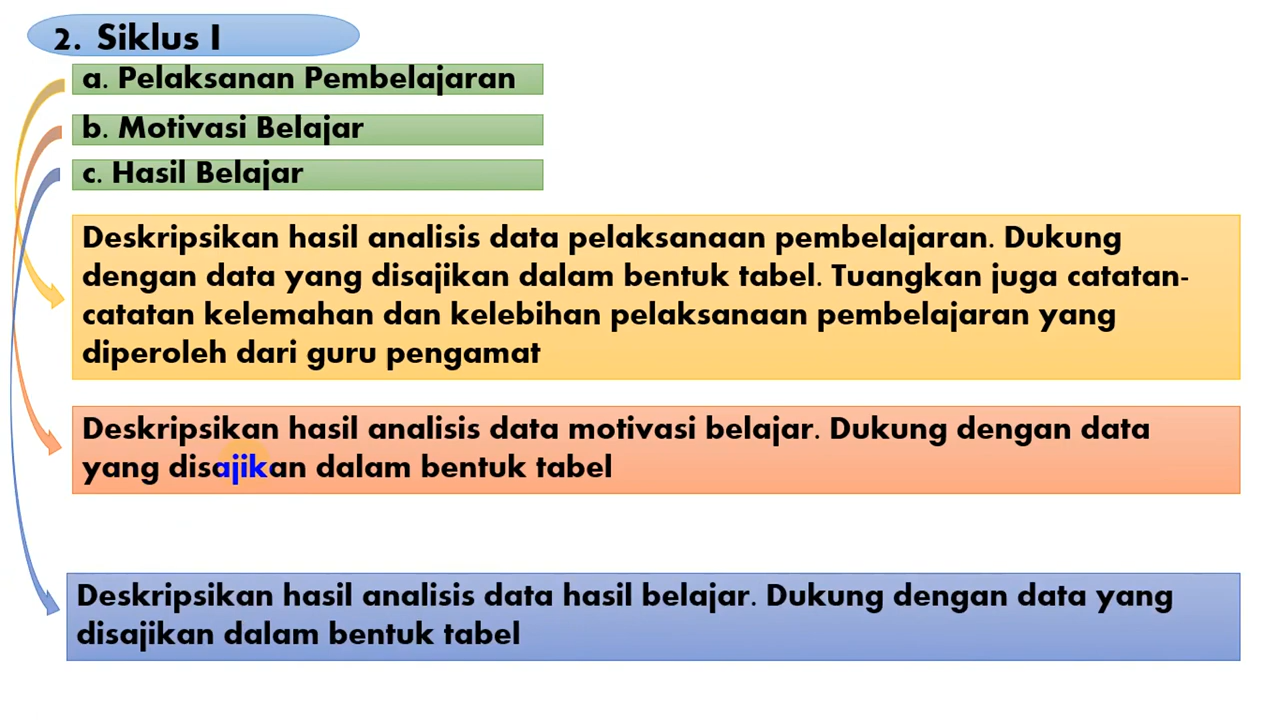 2. Siklus I
a. Pelaksanan Pembelajaran
b. Motivasi Belajar
c. Hasil Belajar
Deskripsikan hasil analisis data pelaksanaan pembelajaran. Dukung
dengan data yang disajikan dalam bentuk tabel. Tuangkan juga catatan-
catatan kelemahan dan kelebihan pelaksanaan pembelajaran yang
diperoleh dari guru pengamat
Deskripsikan hasil analisis data motivasi belajar. Dukung dengan data
yang disajikan dalam bentuk tabel
Deskripsikan hasil analisis data hasil belajar. Dukung dengan data yang
disajikan dalam bentuk tabel